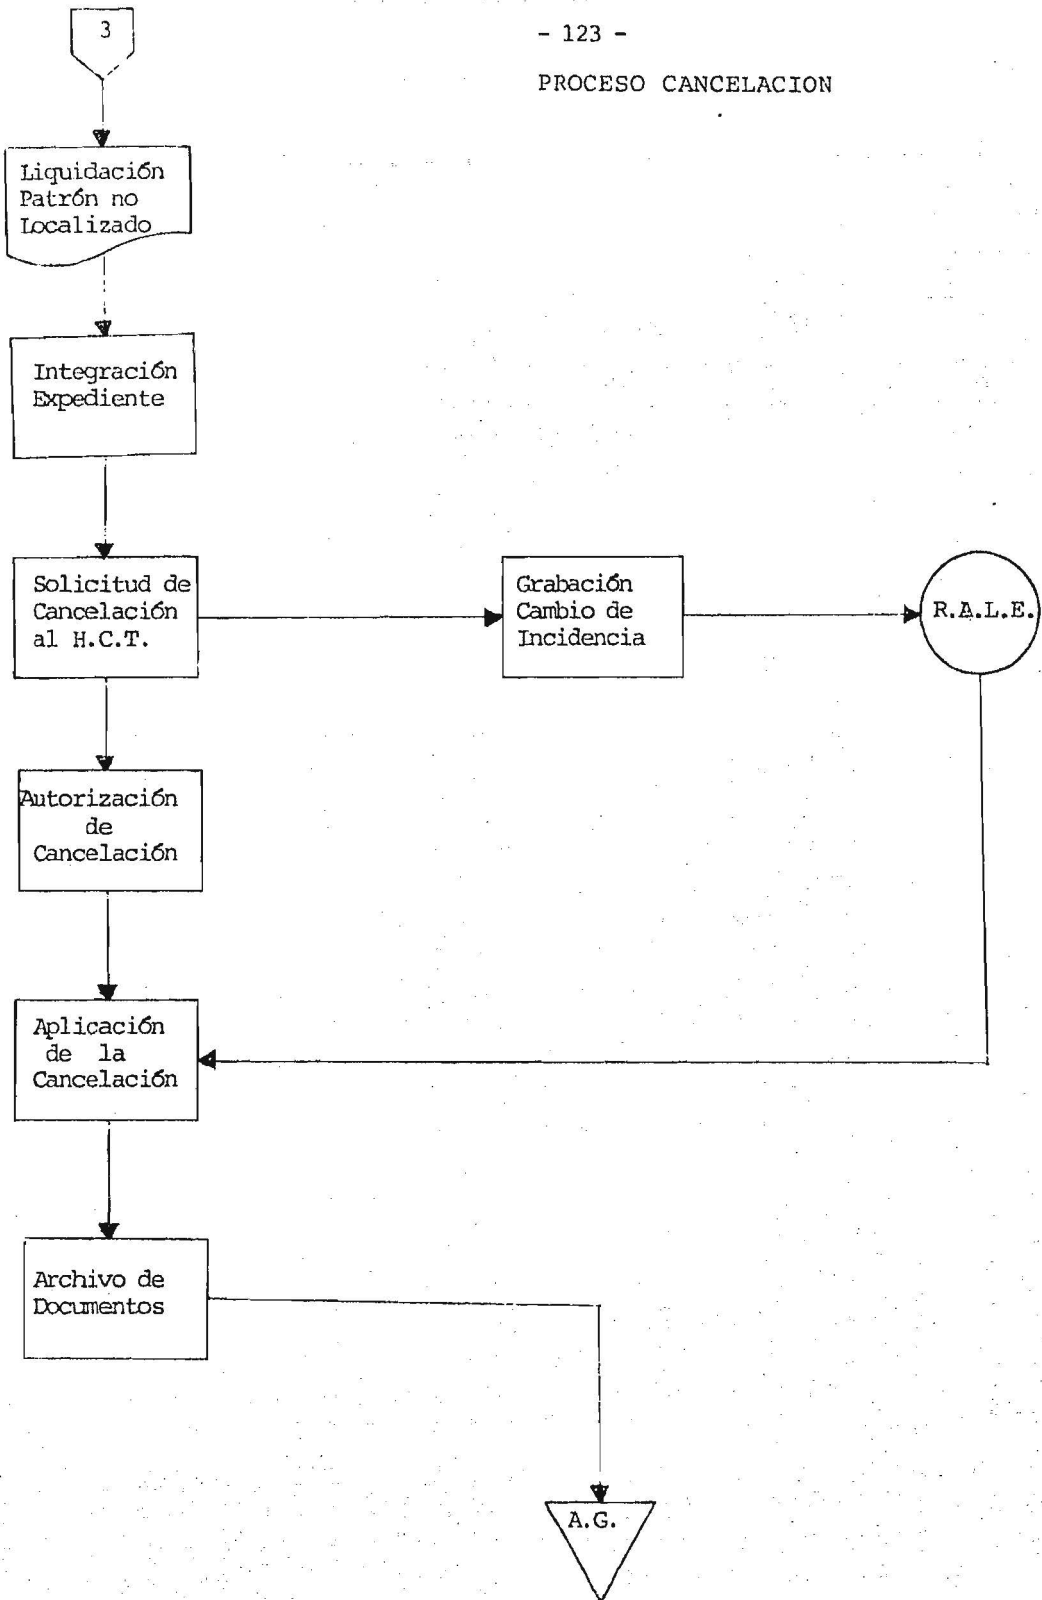 3
- 123 -
PROCESO CANCELACION
Liquidación
Patrón no
Localizado
Integración
Expediente
Solicitud de
Cancelación
al H.C.T.
Grabación
Cambio de
Incidencia
R.A.L.E.
Autorización
de
Cancelación
Aplicación
de la
Cancelación
Archivo de
Documentos
A.G.